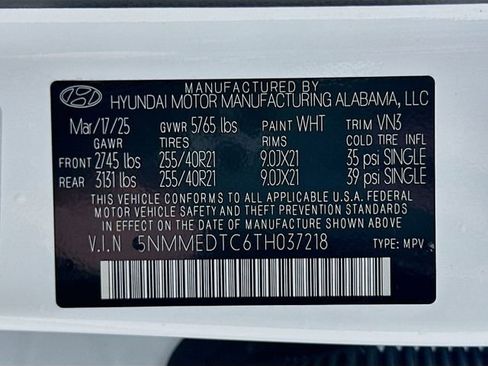 MANUFACTURED BY
HYUNDAI MOTOR MANUFACTURING ALABAMA, LLC
Mar/17/25 GVWR 5765 lbs PAINT WHT TRIM VN3
GAWR TIRES RIMS COLD TIRE INFL
FRONT 2745 lbs 255/40R21 9.0JX21 35 psi SINGLE
REAR 3131 lbs 255/40R21 9.0JX21 39 psi SINGLE
THIS VEHICLE CONFORMS TO ALL APPLICABLE U.S.A. FEDERAL
MOTOR VEHICLE SAFETY AND THEFT PREVENTION STANDARDS
IN EFFECT ON THE DATE OF MANUFACTURE SHOWN ABOVE.
V.I.N 5NMMEDTC6TH037218 TYPE: MPV